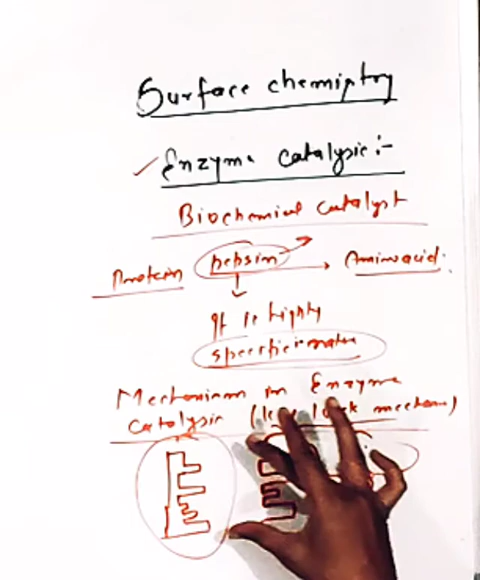 Surface chemistry
Enzyme catalysis :-
Biochemical catalyst
Protein pepsin → Aminoacid.
It is highly
specific in nature
Mechanism in Enzyme
catalysis (key lock mechanism)